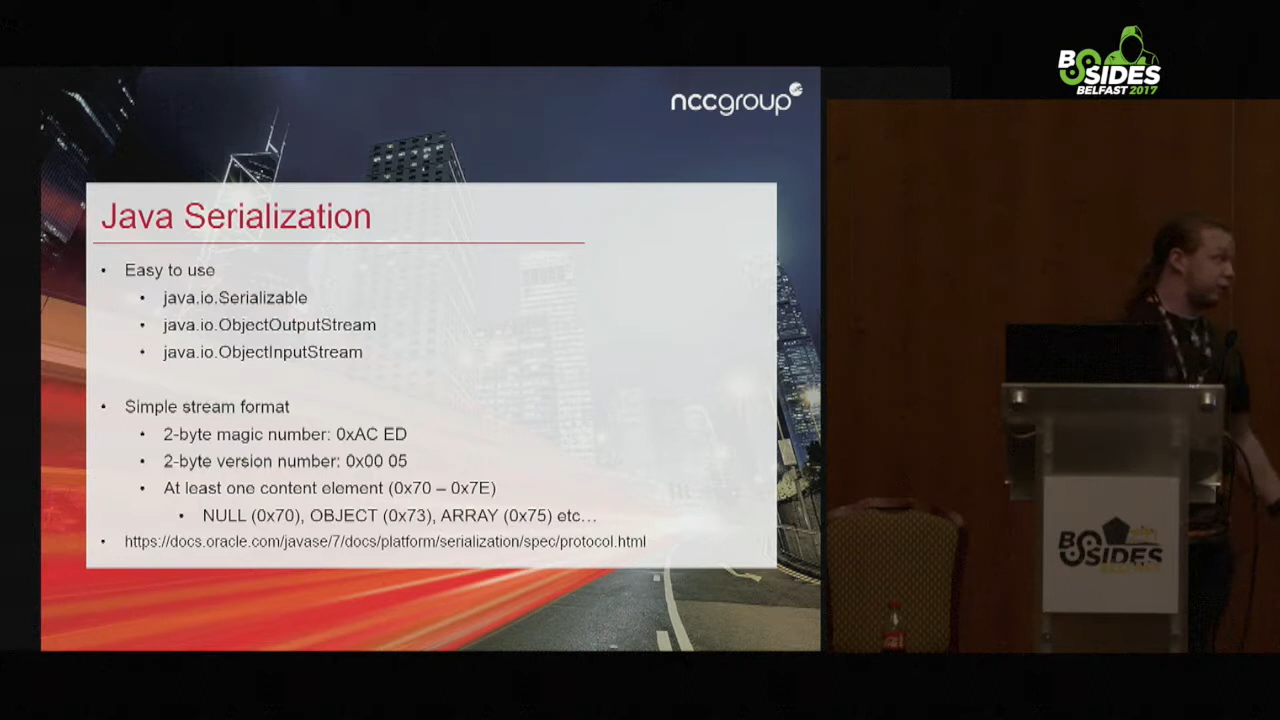 BSIDES
BELFAST 2017
nccgroup
Java Serialization
• Easy to use
• java.io.Serializable
• java.io.ObjectOutputStream
• java.io.ObjectInputStream
• Simple stream format
• 2-byte magic number: 0xAC ED
• 2-byte version number: 0x00 05
• At least one content element (0x70 – 0x7E)
• NULL (0x70), OBJECT (0x73), ARRAY (0x75) etc…
• https://docs.oracle.com/javase/7/docs/platform/serialization/spec/protocol.html
BSIDES